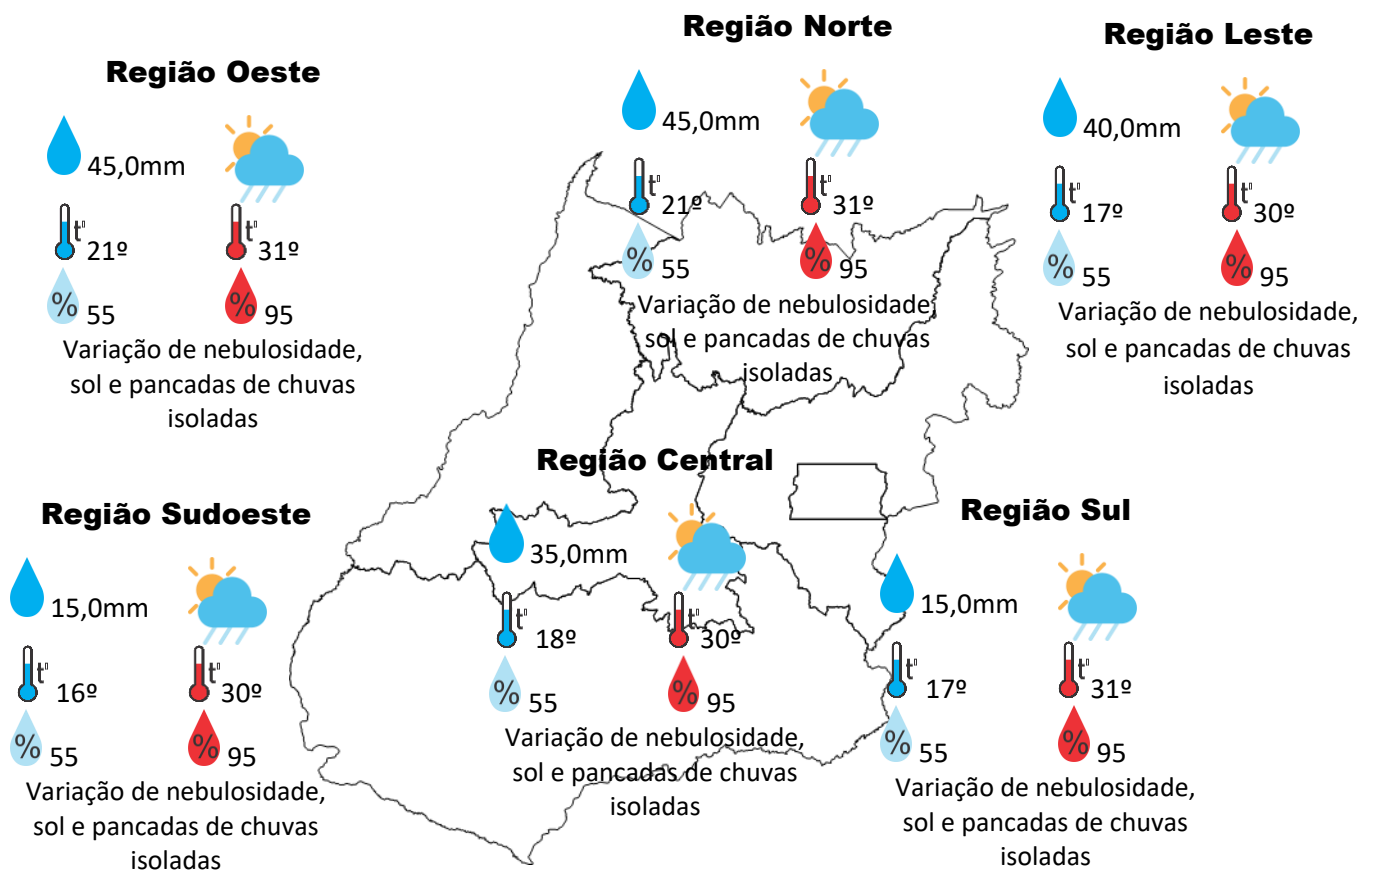 Região Oeste
45,0mm
t°
21º
t°
31º
% 55
% 95
Variação de nebulosidade,
sol e pancadas de chuvas
isoladas
Região Norte
45,0mm
t°
21º
t°
31º
% 55
% 95
Variação de nebulosidade,
sol e pancadas de chuvas
isoladas
Região Leste
40,0mm
t°
17º
t°
30º
% 55
% 95
Variação de nebulosidade,
sol e pancadas de chuvas
isoladas
Região Sudoeste
15,0mm
t°
16º
t°
30º
% 55
% 95
Variação de nebulosidade,
sol e pancadas de chuvas
isoladas
Região Central
35,0mm
t°
18º
t°
30º
% 55
% 95
Variação de nebulosidade,
sol e pancadas de chuvas
isoladas
Região Sul
15,0mm
t°
17º
t°
31º
% 55
% 95
Variação de nebulosidade,
sol e pancadas de chuvas
isoladas